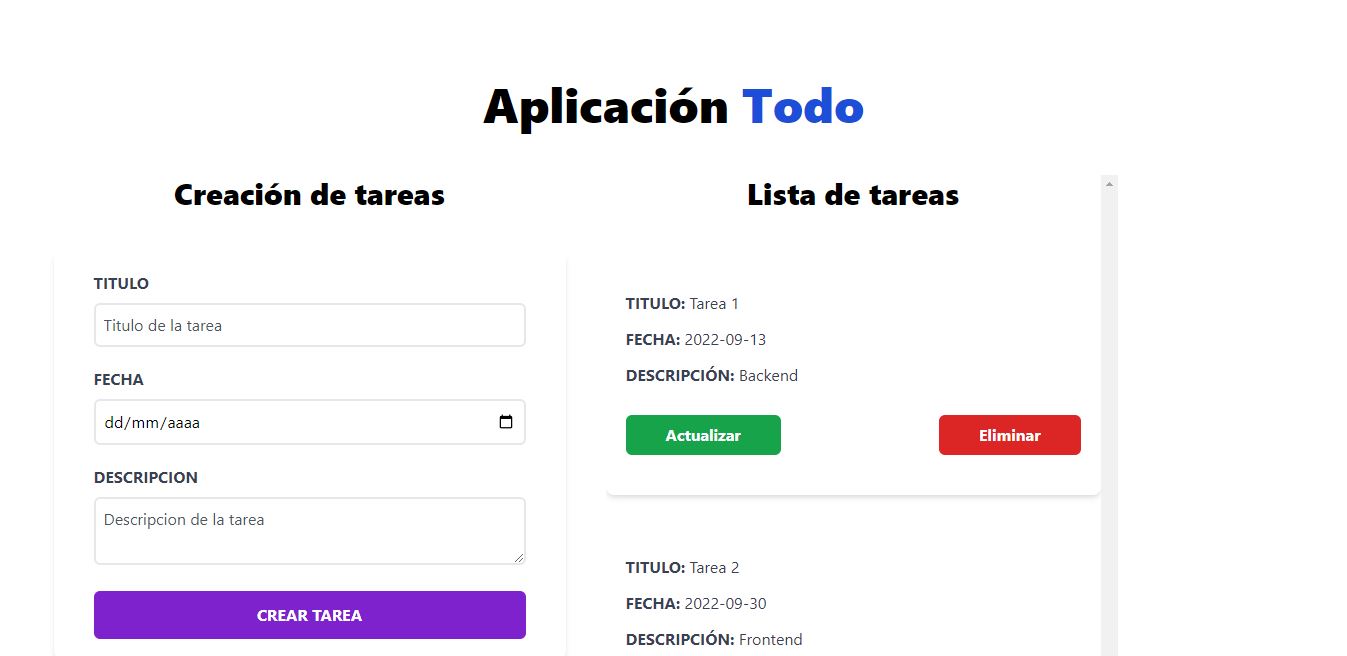 Aplicación Todo
Creación de tareas
TITULO
Titulo de la tarea
FECHA
dd/mm/aaaa
DESCRIPCION
Descripcion de la tarea
CREAR TAREA
Lista de tareas
TITULO: Tarea 1
FECHA: 2022-09-13
DESCRIPCIÓN: Backend
Actualizar
Eliminar
TITULO: Tarea 2
FECHA: 2022-09-30
DESCRIPCIÓN: Frontend